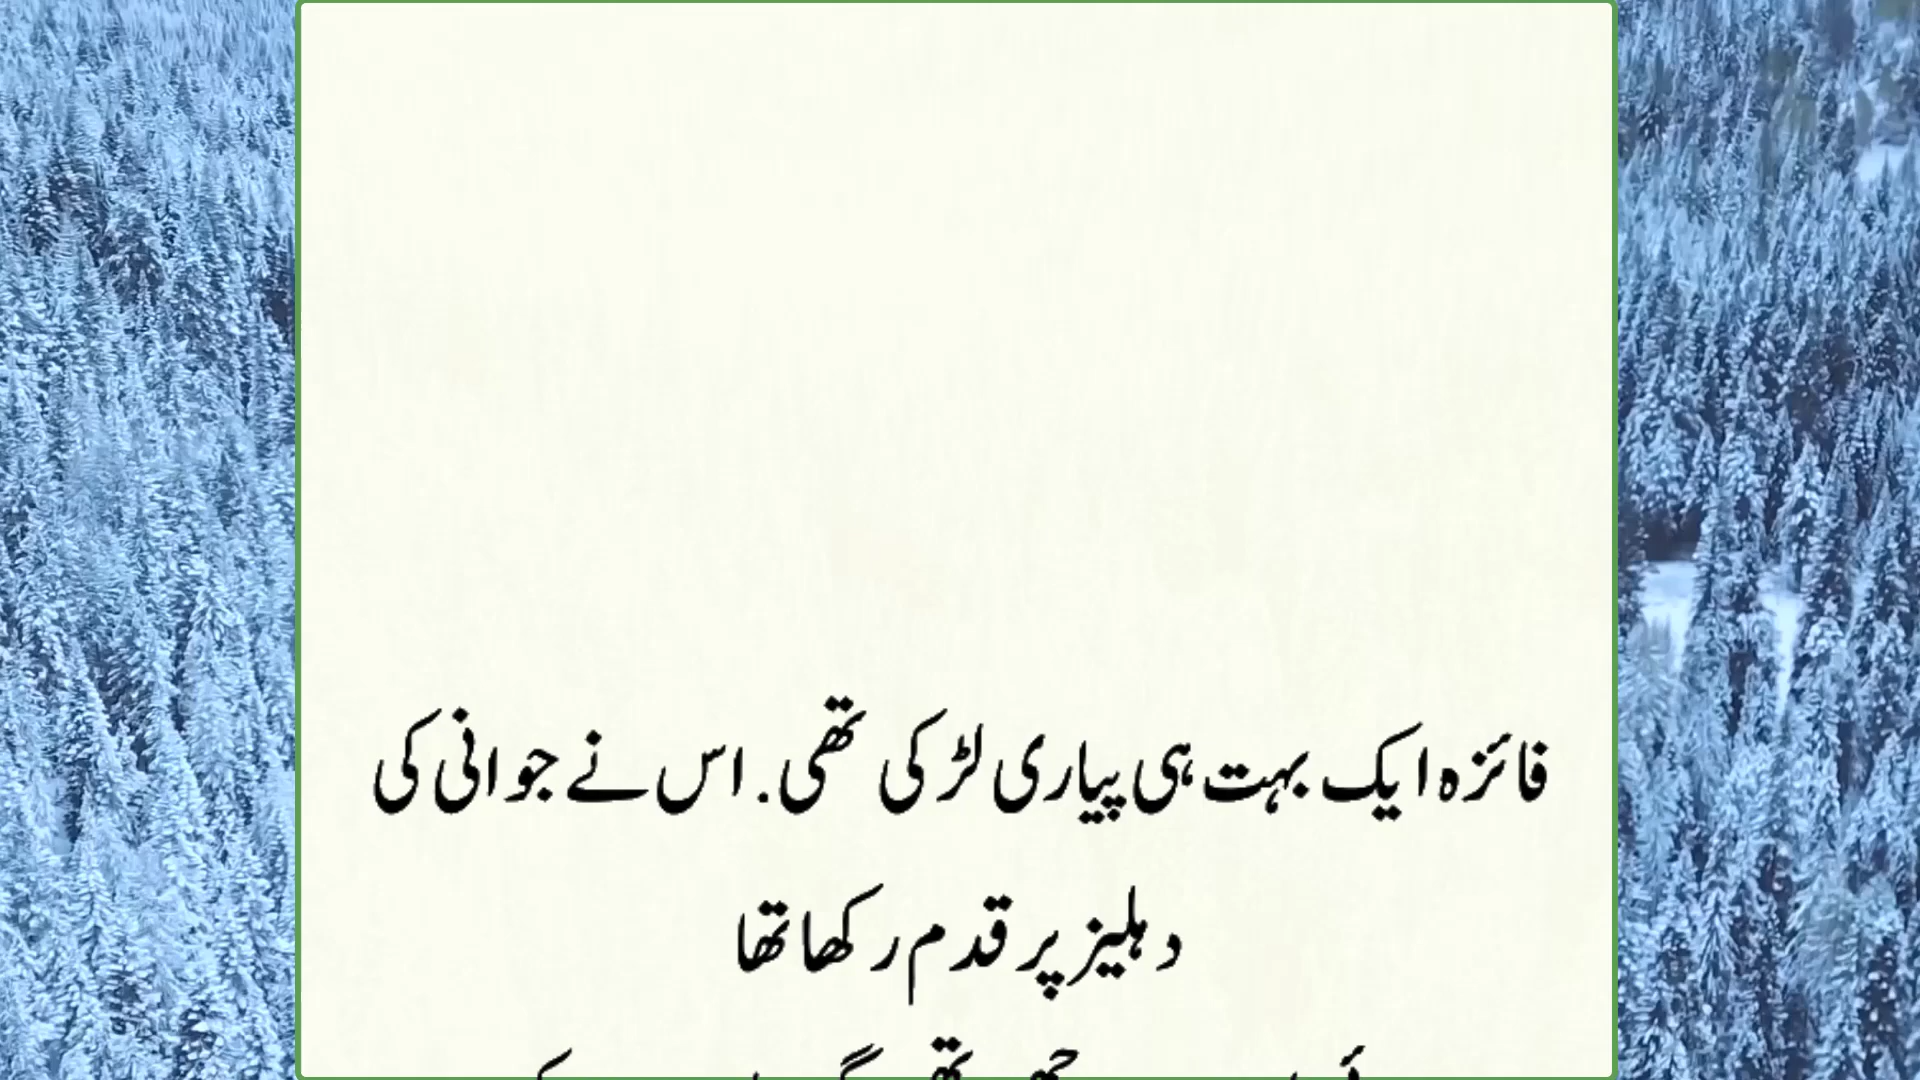 فائزہ ایک بہت ہی پیاری لڑکی تھی. اس نے جوانی کی
دہلیز پر قدم رکھا تھا